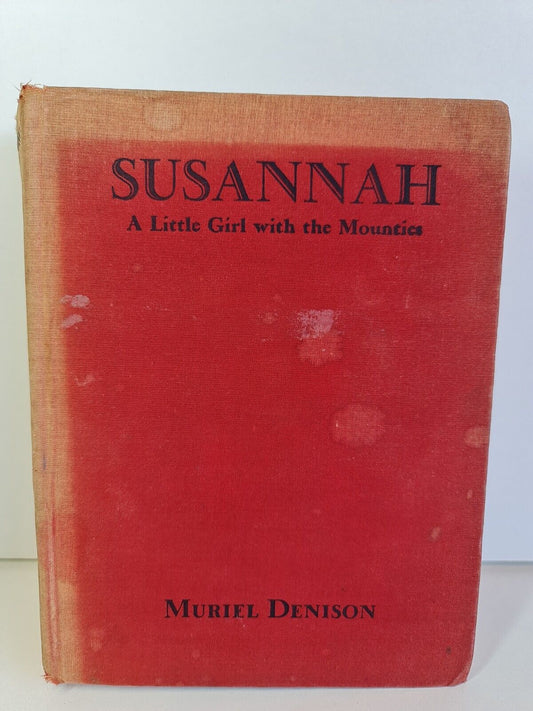 SUSANNAH
A Little Girl with the Mounties
MURIEL DENISON